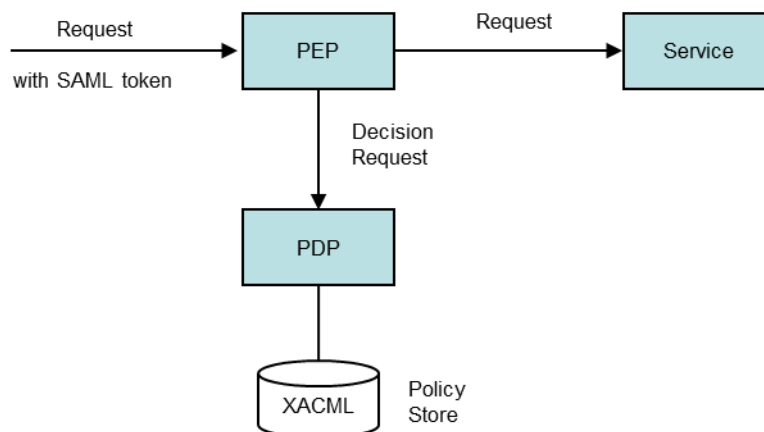 Request
with SAML token
PEP
Request
Service
Decision
Request
PDP
XACML
Policy
Store